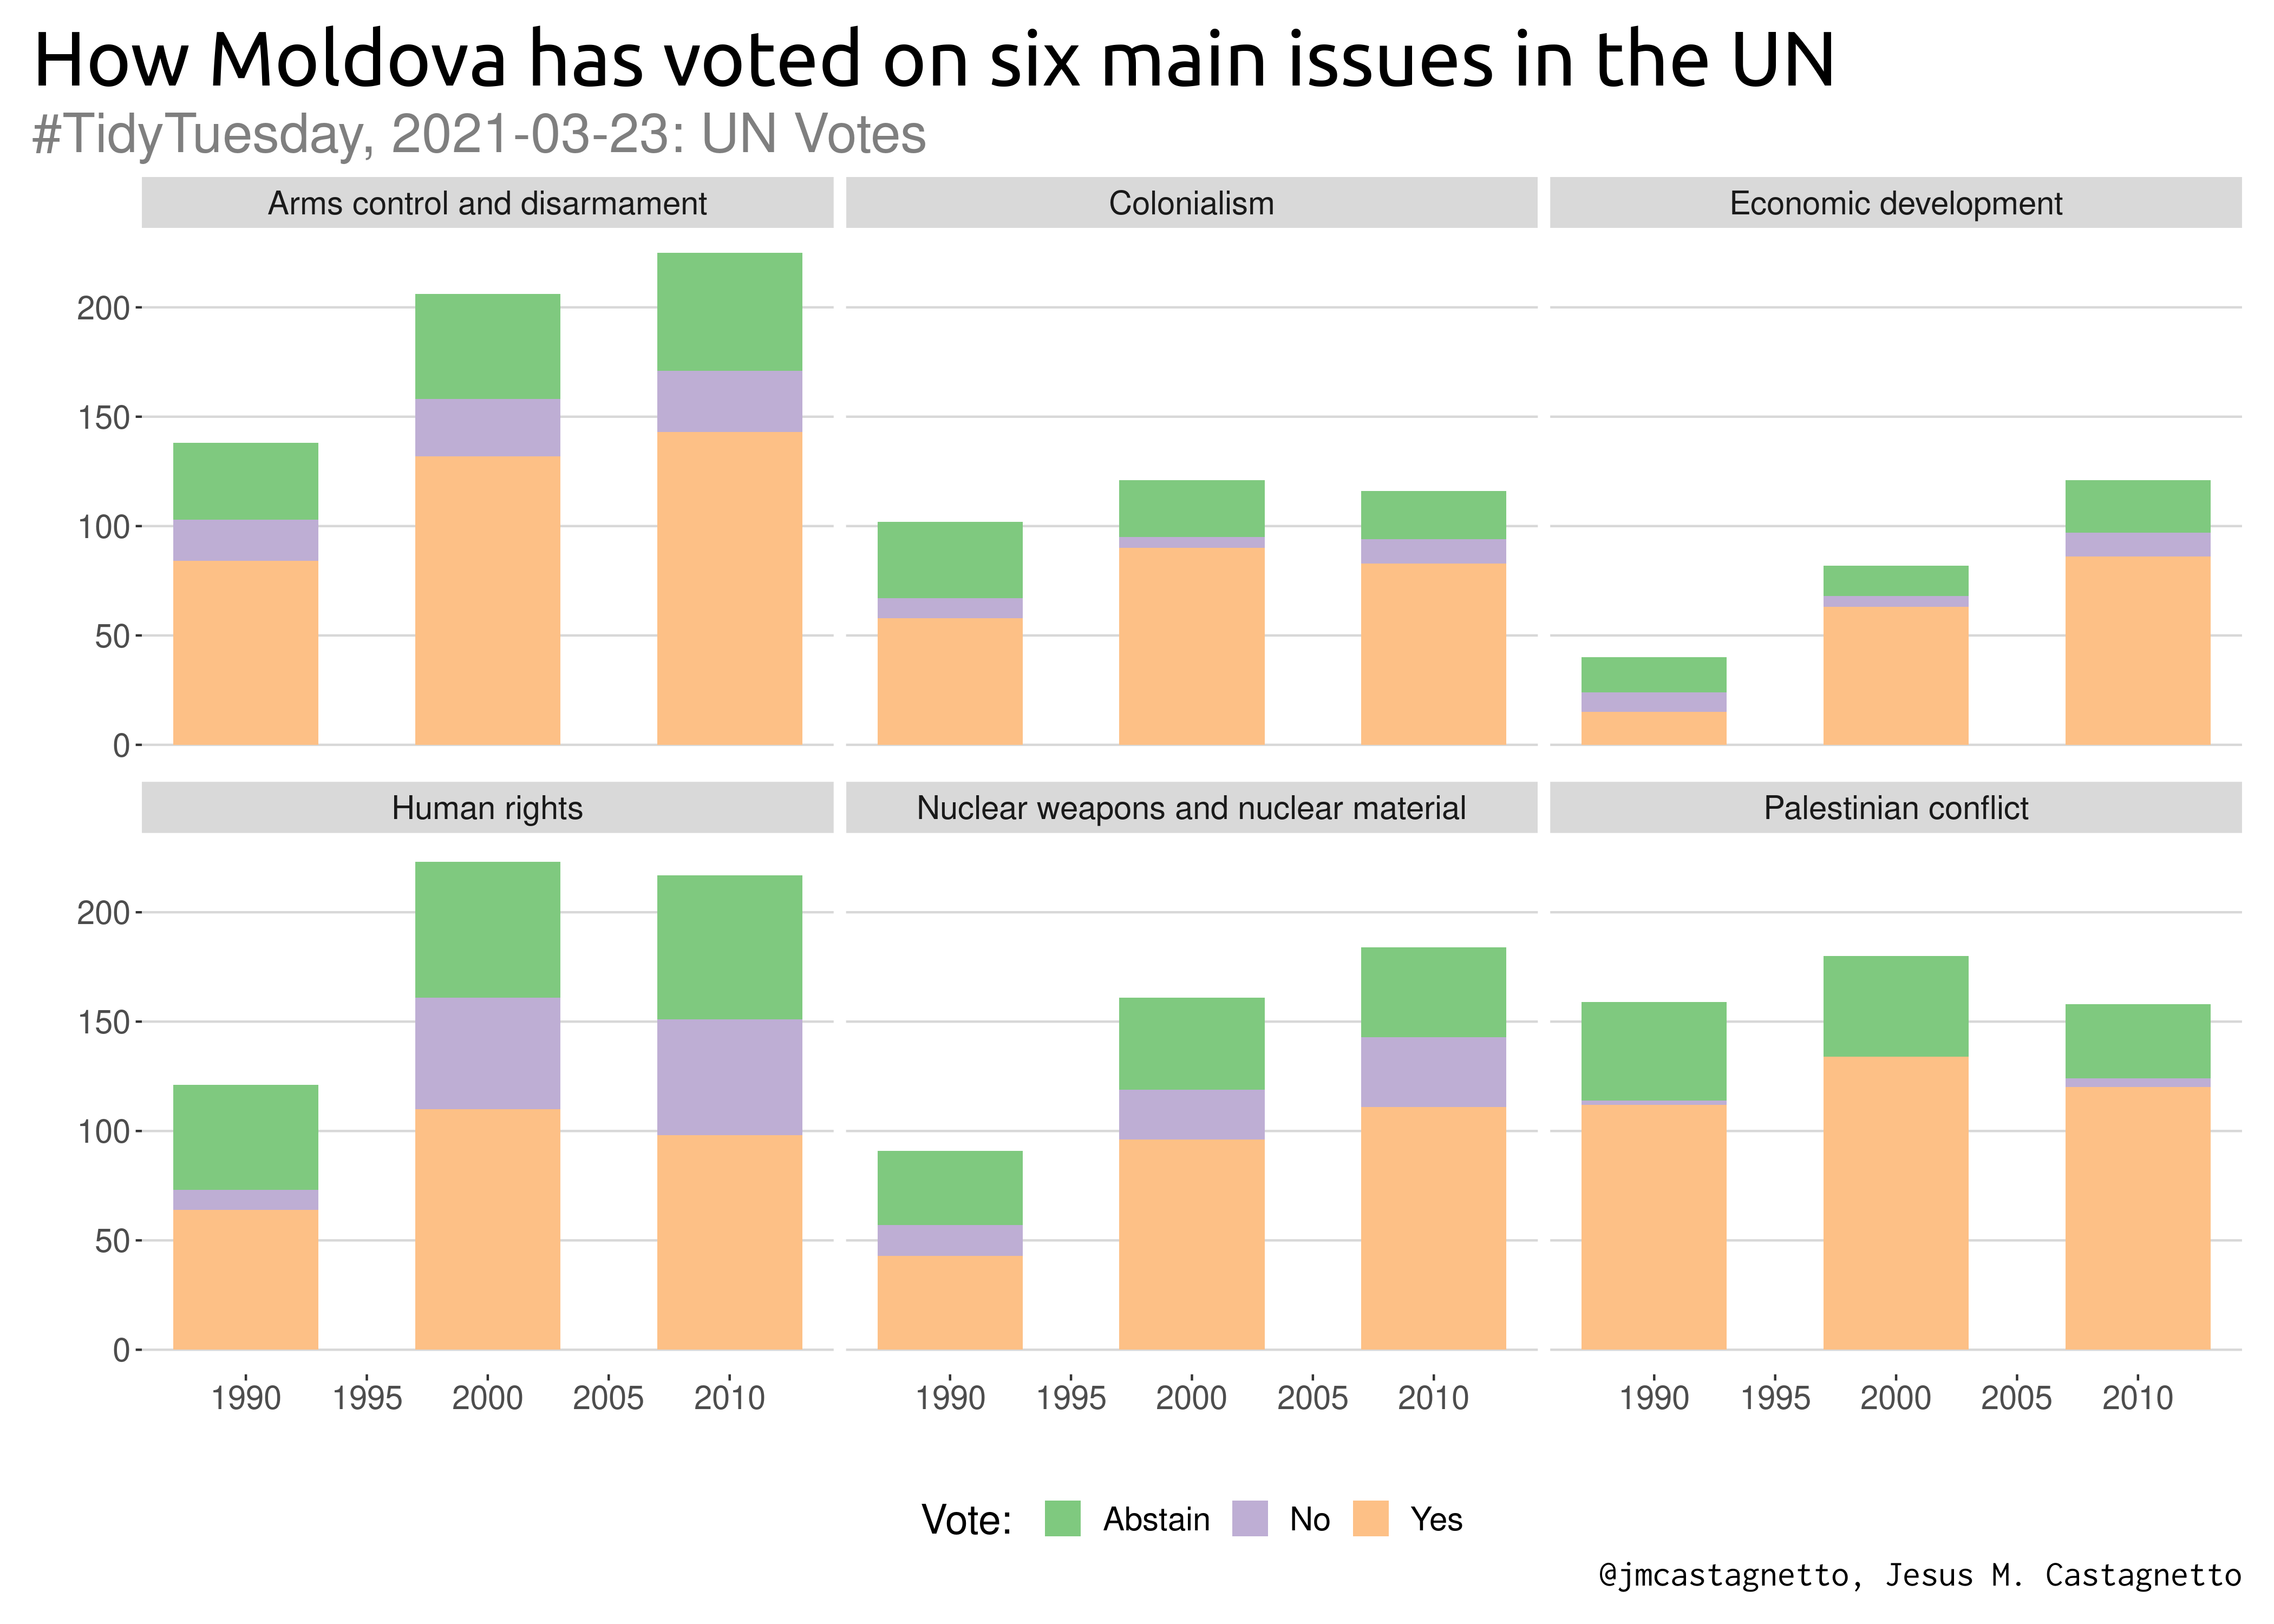 How Moldova has voted on six main issues in the UN
#TidyTuesday, 2021-03-23: UN Votes
Arms control and disarmament
Colonialism
Economic development
200
150
100
50
0
Human rights
Nuclear weapons and nuclear material
Palestinian conflict
200
150
100
50
0
1990 1995 2000 2005 2010
1990 1995 2000 2005 2010
1990 1995 2000 2005 2010
Vote: Abstain No Yes
@jmcastagnetto, Jesus M. Castagnetto